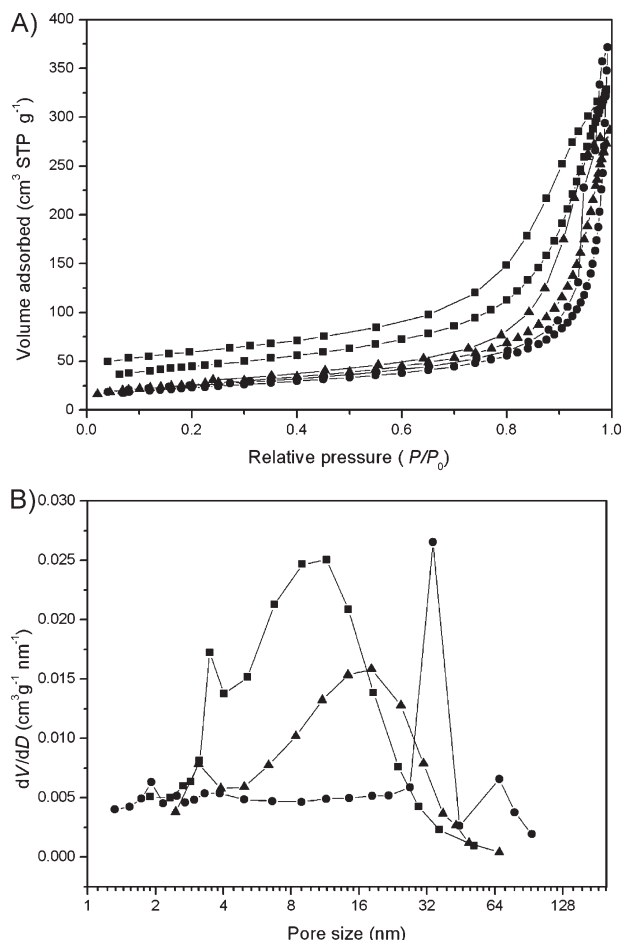 A)
400
350
300
250
200
150
100
50
0
Volume adsorbed (cm³ STP g⁻¹)
0.0 0.2 0.4 0.6 0.8 1.0
Relative pressure ( P/P₀)
B)
0.030
0.025
0.020
0.015
0.010
0.005
0.000
dV/dD (cm³g⁻¹ nm⁻¹)
1 2 4 8 16 32 64 128
Pore size (nm)